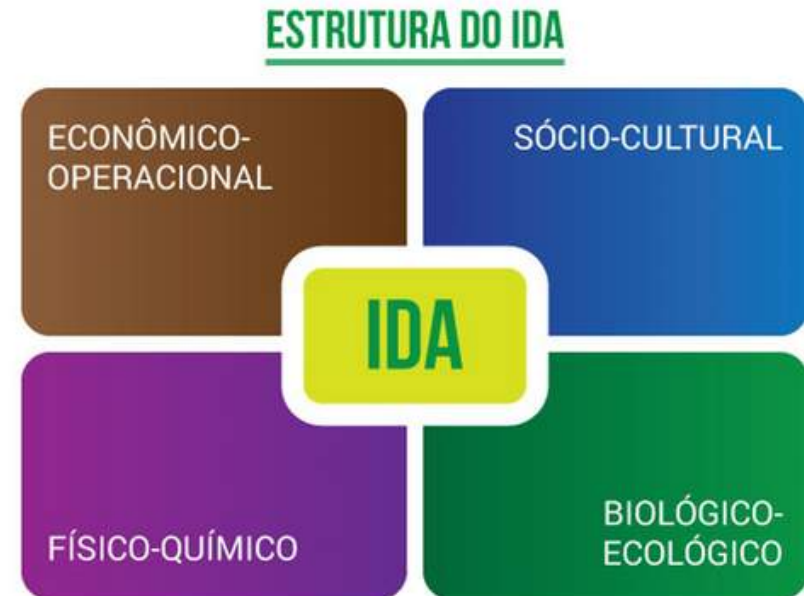 ESTRUTURA DO IDA
ECONÔMICO-
OPERACIONAL
SÓCIO-CULTURAL
IDA
FÍSICO-QUÍMICO
BIOLÓGICO-
ECOLÓGICO